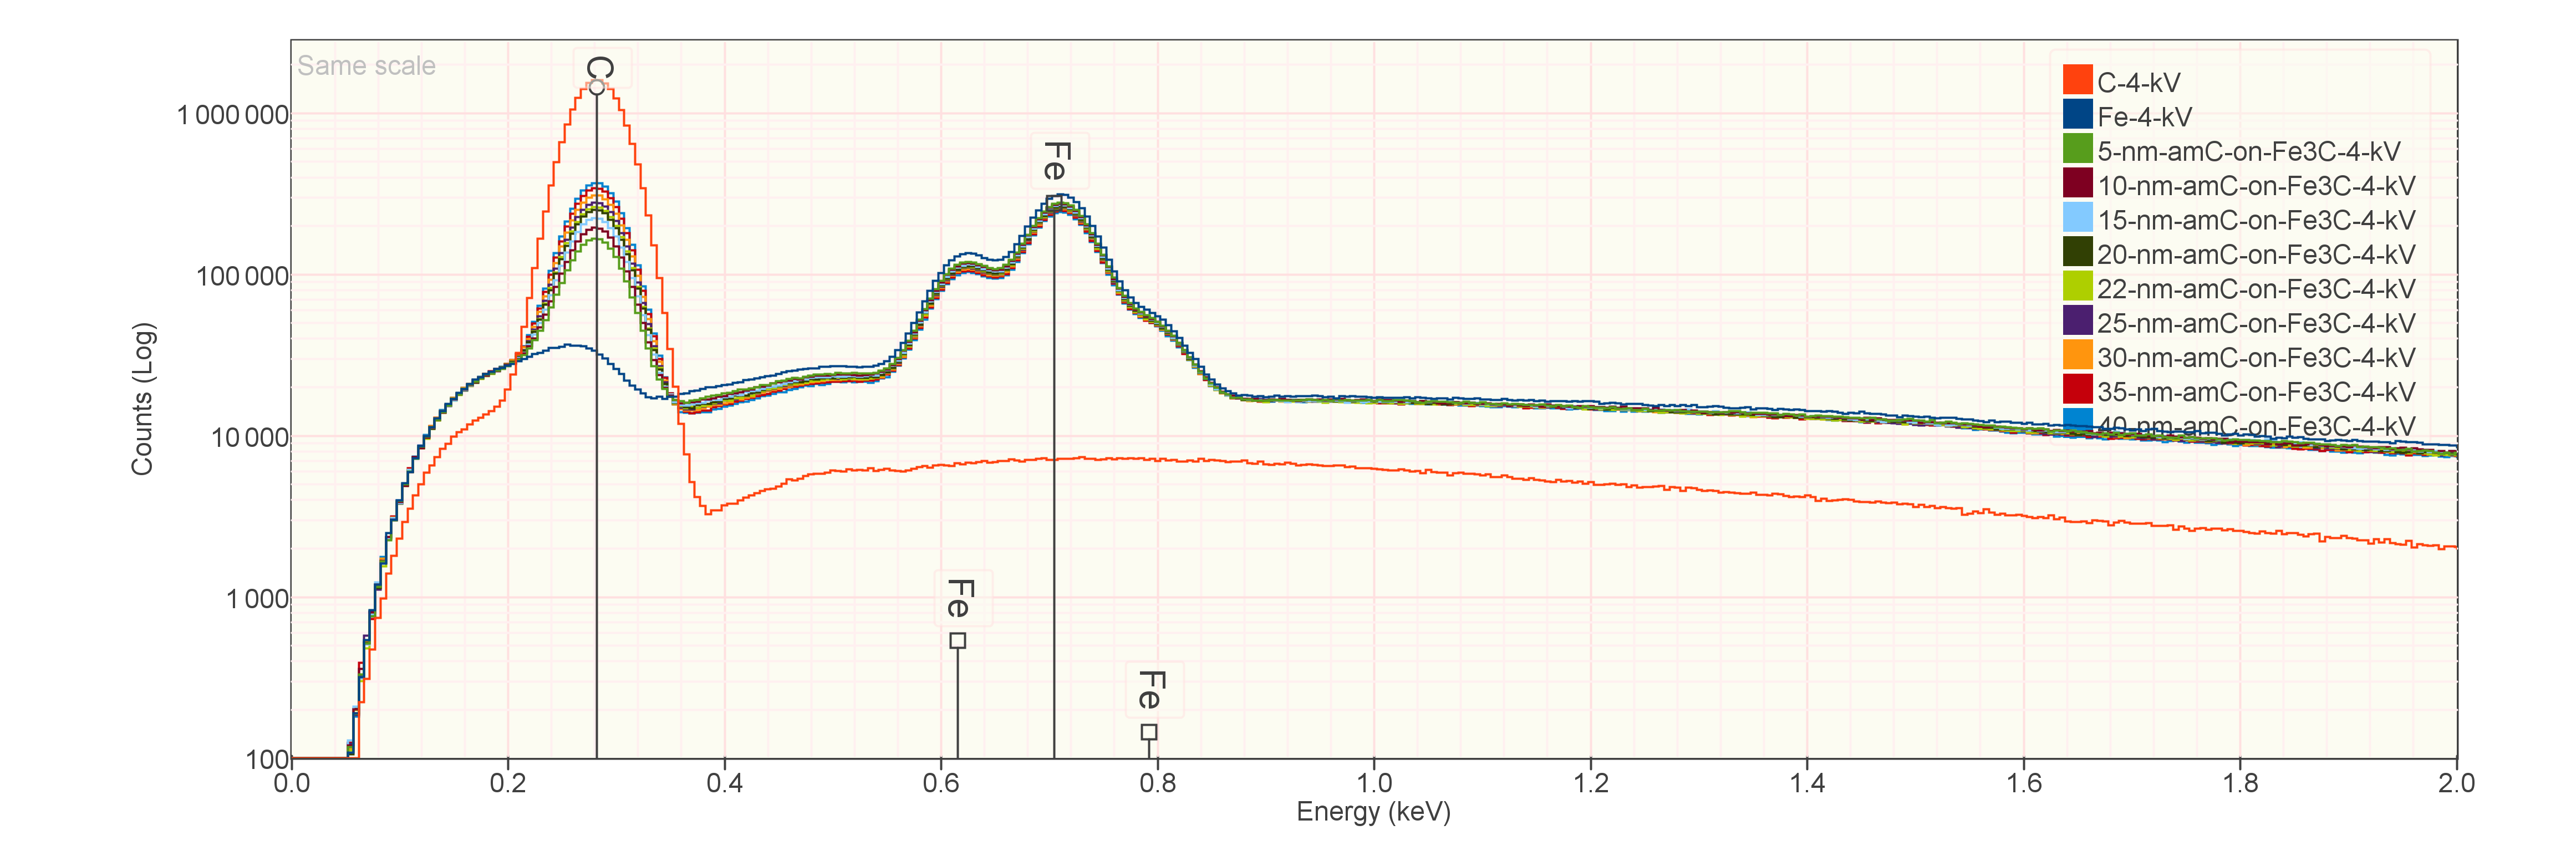 Same scale
C
Fe
Fe
Fe
C-4-kV
Fe-4-kV
5-nm-amC-on-Fe3C-4-kV
10-nm-amC-on-Fe3C-4-kV
15-nm-amC-on-Fe3C-4-kV
20-nm-amC-on-Fe3C-4-kV
22-nm-amC-on-Fe3C-4-kV
25-nm-amC-on-Fe3C-4-kV
30-nm-amC-on-Fe3C-4-kV
35-nm-amC-on-Fe3C-4-kV
40-nm-amC-on-Fe3C-4-kV
Counts (Log)
1 000 000
100 000
10 000
1 000
100
0.0 0.2 0.4 0.6 0.8 1.0 1.2 1.4 1.6 1.8 2.0
Energy (keV)